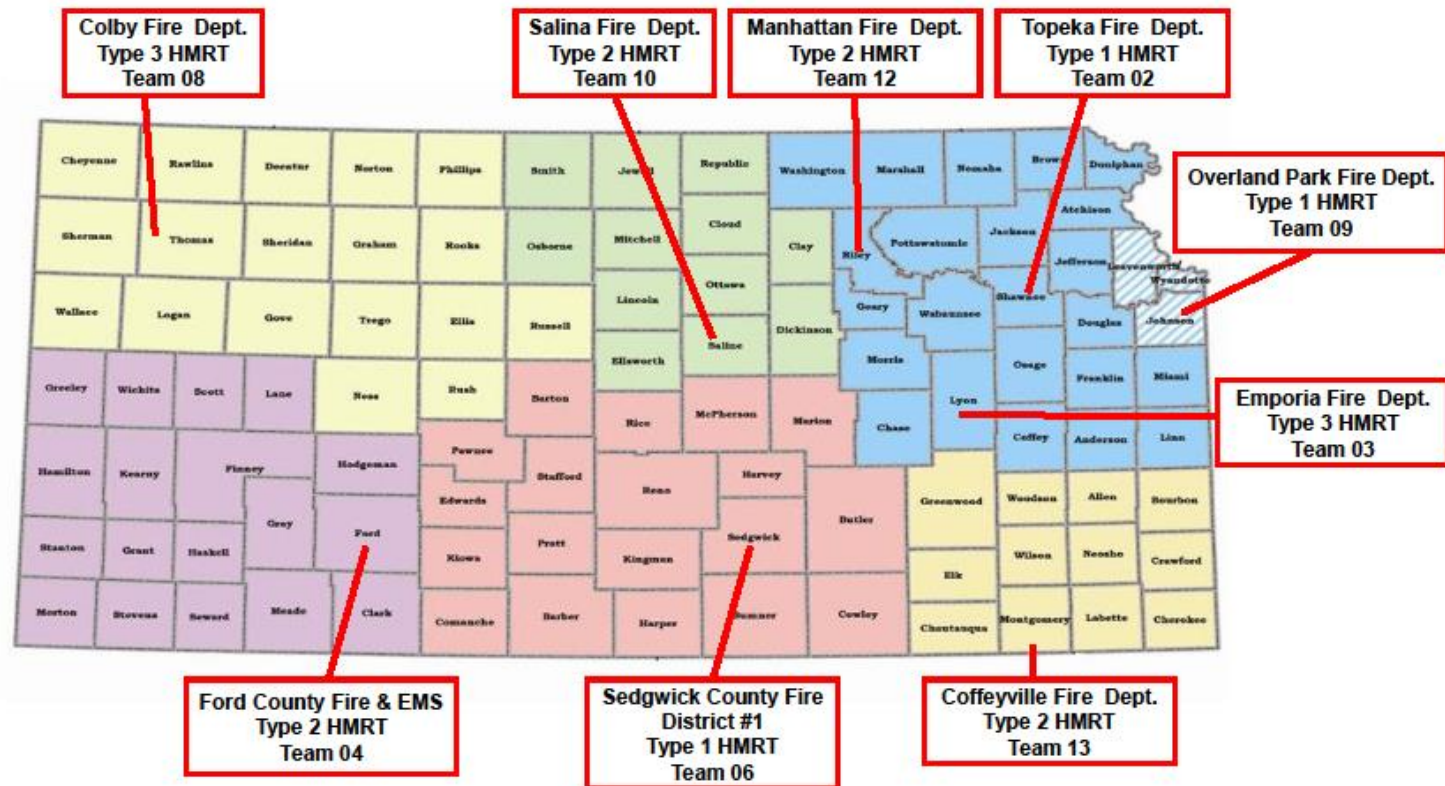 Colby Fire Dept.
Type 3 HMRT
Team 08
Salina Fire Dept.
Type 2 HMRT
Team 10
Manhattan Fire Dept.
Type 2 HMRT
Team 12
Topeka Fire Dept.
Type 1 HMRT
Team 02
Overland Park Fire Dept.
Type 1 HMRT
Team 09
Emporia Fire Dept.
Type 3 HMRT
Team 03
Cheyenne
Rawlins
Decatur
Norton
Phillips
Smith
Jewell
Republic
Washington
Marshall
Nemaha
Brown
Doniphan
Sherman
Thomas
Sheridan
Graham
Rooks
Osborne
Mitchell
Cloud
Clay
Riley
Pottawatomie
Jackson
Atchison
Jefferson
Leavenworth
Wyandotte
Wallace
Logan
Gove
Trego
Ellis
Russell
Lincoln
Ottawa
Saline
Dickinson
Geary
Wabaunsee
Shawnee
Douglas
Johnson
Ellsworth
Morris
Osage
Franklin
Miami
Greeley
Wichita
Scott
Lane
Ness
Rush
Barton
Rice
McPherson
Marion
Chase
Lyon
Coffey
Anderson
Linn
Hamilton
Kearny
Finney
Hodgeman
Pawnee
Stafford
Edwards
Reno
Harvey
Butler
Greenwood
Woodson
Allen
Bourbon
Stanton
Grant
Haskell
Gray
Ford
Kiowa
Pratt
Kingman
Sedgwick
Elk
Wilson
Neosho
Crawford
Morton
Stevens
Seward
Meade
Clark
Comanche
Barber
Harper
Sumner
Cowley
Chautauqua
Montgomery
Labette
Cherokee
Ford County Fire & EMS
Type 2 HMRT
Team 04
Sedgwick County Fire
District #1
Type 1 HMRT
Team 06
Coffeyville Fire Dept.
Type 2 HMRT
Team 13